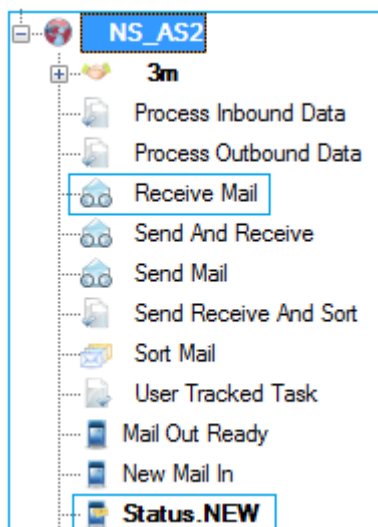 NS_AS2
3m
Process Inbound Data
Process Outbound Data
Receive Mail
Send And Receive
Send Mail
Send Receive And Sort
Sort Mail
User Tracked Task
Mail Out Ready
New Mail In
Status.NEW